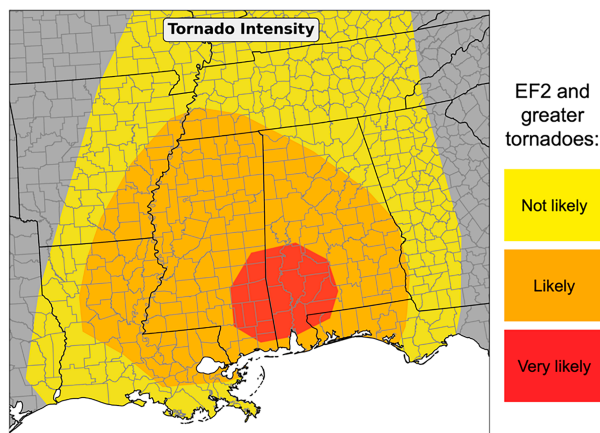 Tornado Intensity
EF2 and
greater
tornadoes:
Not likely
Likely
Very likely